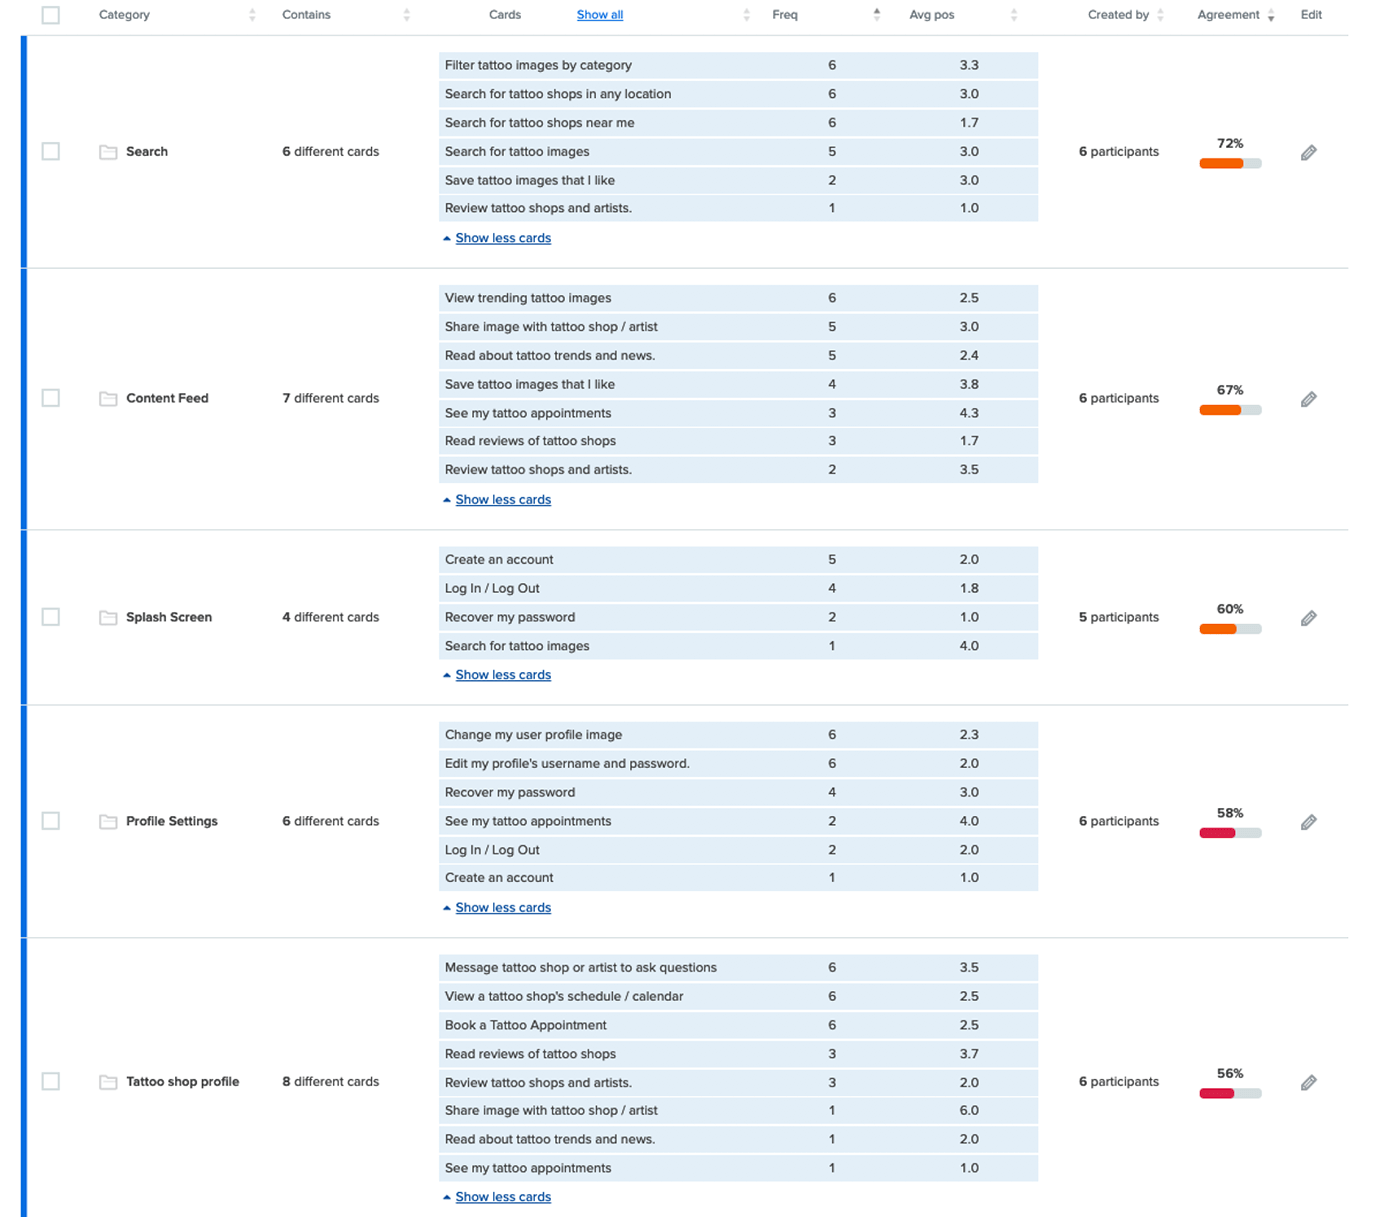 Category Contains Cards Show all Freq Avg pos Created by Agreement Edit
Filter tattoo images by category 6 3.3
Search for tattoo shops in any location 6 3.0
Search for tattoo shops near me 6 1.7
72%
Search 6 different cards Search for tattoo images 5 3.0 6 participants
Save tattoo images that I like 2 3.0
Review tattoo shops and artists. 1 1.0
Show less cards
View trending tattoo images 6 2.5
Share image with tattoo shop / artist 5 3.0
Read about tattoo trends and news. 5 2.4
Save tattoo images that I like 4 3.8
67%
Content Feed 7 different cards 6 participants
See my tattoo appointments 3 4.3
Read reviews of tattoo shops 3 1.7
Review tattoo shops and artists. 2 3.5
Show less cards
Create an account 5 2.0
Log In / Log Out 4 1.8
60%
Splash Screen 4 different cards Recover my password 2 1.0 5 participants
Search for tattoo images 1 4.0
Show less cards
Change my user profile image 6 2.3
Edit my profile's username and password. 6 2.0
Recover my password 4 3.0
58%
Profile Settings 6 different cards See my tattoo appointments 2 4.0 6 participants
Log In / Log Out 2 2.0
Create an account 1 1.0
Show less cards
Message tattoo shop or artist to ask questions 6 3.5
View a tattoo shop's schedule / calendar 6 2.5
Book a Tattoo Appointment 6 2.5
Read reviews of tattoo shops 3 3.7
56%
Tattoo shop profile 8 different cards Review tattoo shops and artists. 3 2.0 6 participants
Share image with tattoo shop / artist 1 6.0
Read about tattoo trends and news. 1 2.0
See my tattoo appointments 1 1.0
Show less cards